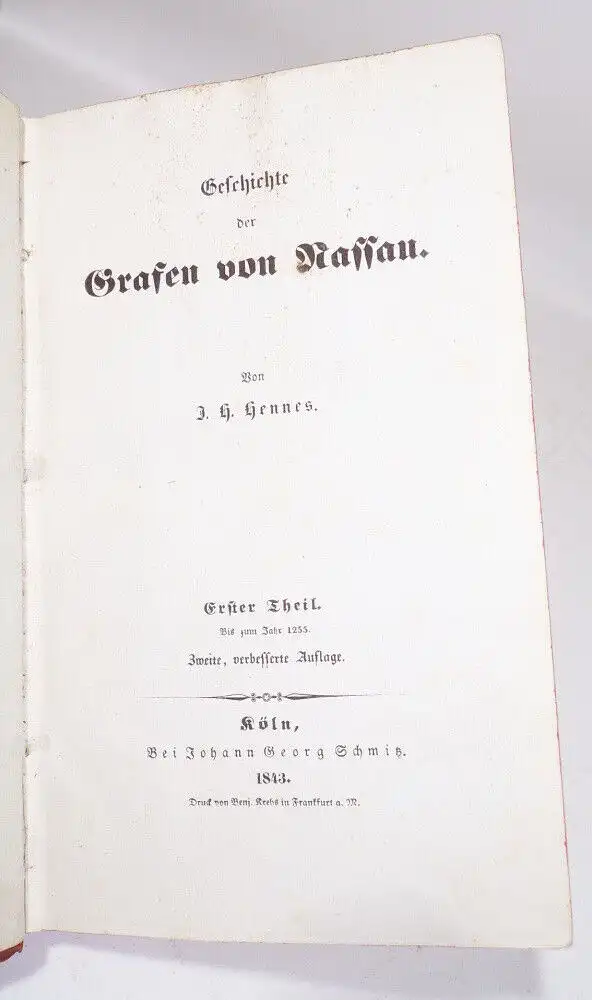 Geschichte
der
Grafen von Nassau.
Von
J. H. Hennes.
Erster Theil.
Bis zum Jahr 1255.
Zweite, verbesserte Auflage.
Köln,
Bei Johann Georg Schmitz.
1843.
Druck von Benj. Krebs in Frankfurt a. M.